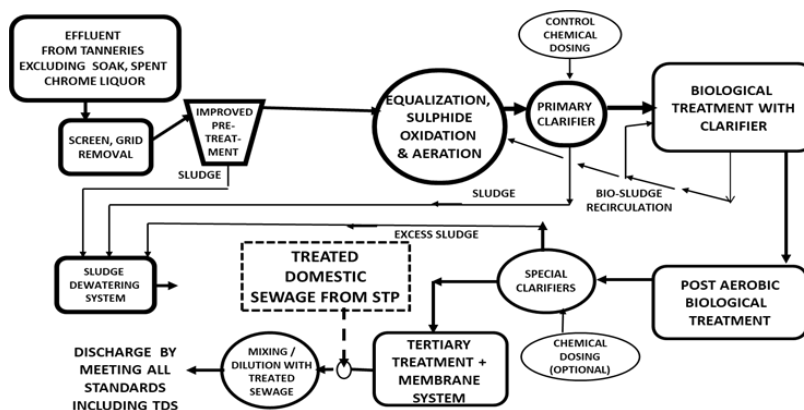 EFFLUENT
FROM TANNERIES
EXCLUDING SOAK, SPENT
CHROME LIQUOR
SCREEN, GRID
REMOVAL
IMPROVED
PRE-
TREAT-
MENT
EQUALIZATION,
SULPHIDE
OXIDATION
& AERATION
CONTROL
CHEMICAL
DOSING
PRIMARY
CLARIFIER
BIOLOGICAL
TREATMENT WITH
CLARIFIER
SLUDGE
SLUDGE
BIO-SLUDGE
RECIRCULATION
EXCESS SLUDGE
SLUDGE
DEWATERING
SYSTEM
TREATED
DOMESTIC
SEWAGE FROM STP
SPECIAL
CLARIFIERS
POST AEROBIC
BIOLOGICAL
TREATMENT
DISCHARGE BY
MEETING ALL
STANDARDS
INCLUDING TDS
MIXING /
DILUTION WITH
TREATED
SEWAGE
TERTIARY
TREATMENT +
MEMBRANE
SYSTEM
CHEMICAL
DOSING
(OPTIONAL)